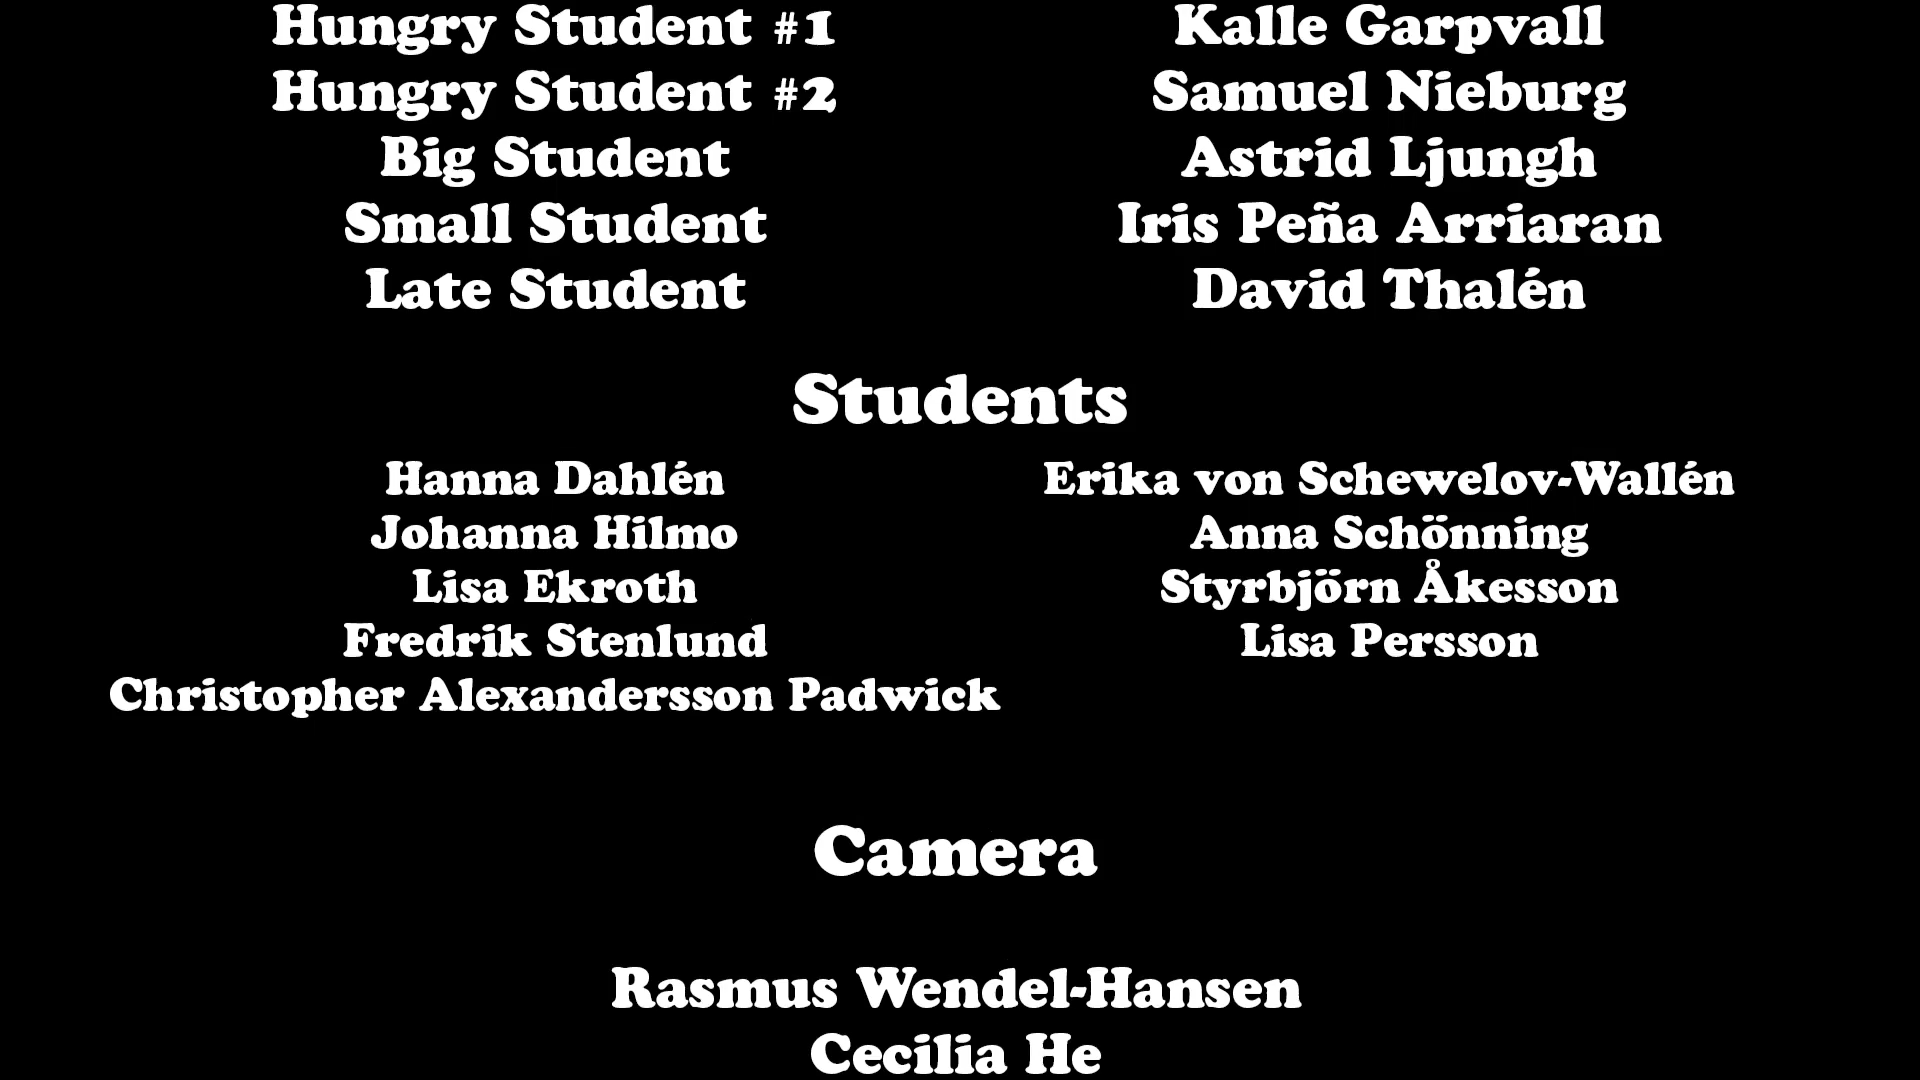 Hungry Student #1 Kalle Garpvall
Hungry Student #2 Samuel Nieburg
Big Student Astrid Ljungh
Small Student Iris Peña Arriaran
Late Student David Thalén
Students
Hanna Dahlén Erika von Schewelov-Wallén
Johanna Hilmo Anna Schönning
Lisa Ekroth Styrbjörn Åkesson
Fredrik Stenlund Lisa Persson
Christopher Alexandersson Padwick
Camera
Rasmus Wendel-Hansen
Cecilia He